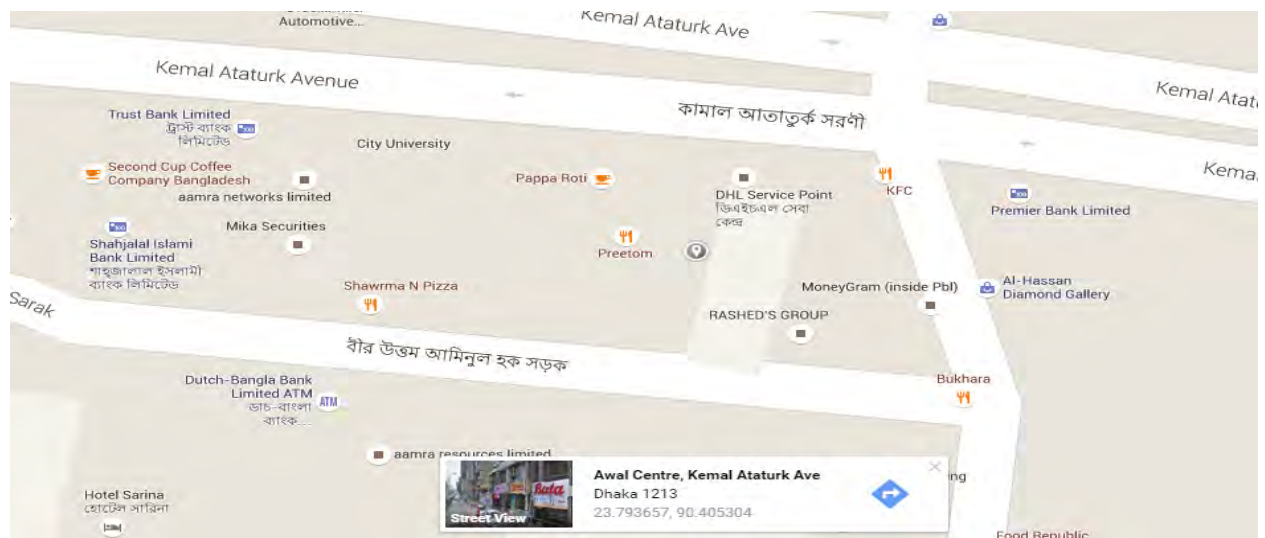 Automotive...
Kemal Ataturk Ave
Kemal Ataturk Avenue
Kemal Atat
কামাল আতাতুর্ক সরণী
Kema
Trust Bank Limited
ট্রাস্ট ব্যাংক
লিমিটেড
City University
Second Cup Coffee
Company Bangladesh
aamra networks limited
Pappa Roti
DHL Service Point
ডিএইচএল সেবা
কেন্দ্র
KFC
Premier Bank Limited
Mika Securities
Shahjalal Islami
Bank Limited
শাহ্জালাল ইসলামী
ব্যাংক লিমিটেড
Preetom
Shawrma N Pizza
MoneyGram (inside Pbl)
Al-Hassan
Diamond Gallery
RASHED'S GROUP
Sarak
বীর উত্তম আমিনুল হক সড়ক
Dutch-Bangla Bank
Limited ATM
ডাচ-বাংলা
ব্যাংক...
ATM
Bukhara
aamra resources limited
Hotel Sarina
হোটেল সারিনা
Bata
Street View
Awal Centre, Kemal Ataturk Ave
Dhaka 1213
23.793657, 90.405304
ng
Food Republic